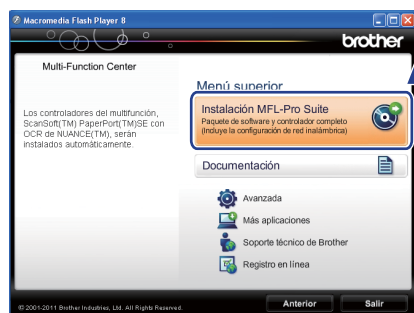 Macromedia Flash Player 8
brother
Multi-Function Center
Menú superior
Los controladores del multifunción,
ScanSoft(TM) PaperPort(TM)SE con
OCR de NUANCE(TM), serán
instalados automáticamente.
Instalación MFL-Pro Suite
Paquete de software y controlador completo
(Incluye la configuración de red inalámbrica)
Documentación
Avanzada
Más aplicaciones
Soporte técnico de Brother
Registro en línea
© 2001-2011 Brother Industries, Ltd. All Rights Reserved.
Anterior
Salir